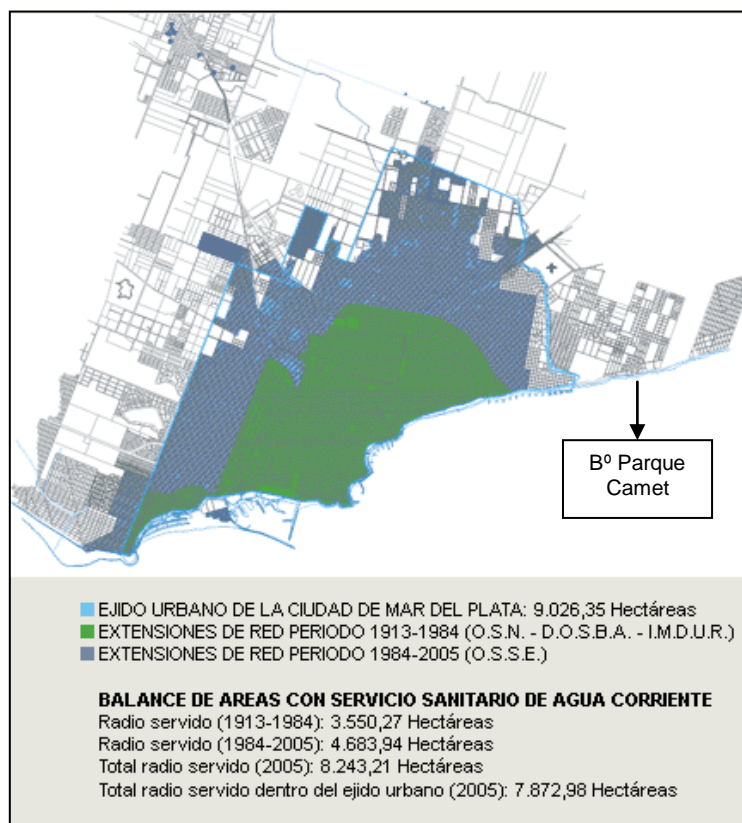 Bº Parque
Camet
EJIDO URBANO DE LA CIUDAD DE MAR DEL PLATA: 9.026,35 Hectáreas
EXTENSIONES DE RED PERIODO 1913-1984 (O.S.N. - D.O.S.B.A. - I.M.D.U.R.)
EXTENSIONES DE RED PERIODO 1984-2005 (O.S.S.E.)
BALANCE DE AREAS CON SERVICIO SANITARIO DE AGUA CORRIENTE
Radio servido (1913-1984): 3.550,27 Hectáreas
Radio servido (1984-2005): 4.683,94 Hectáreas
Total radio servido (2005): 8.243,21 Hectáreas
Total radio servido dentro del ejido urbano (2005): 7.872,98 Hectáreas